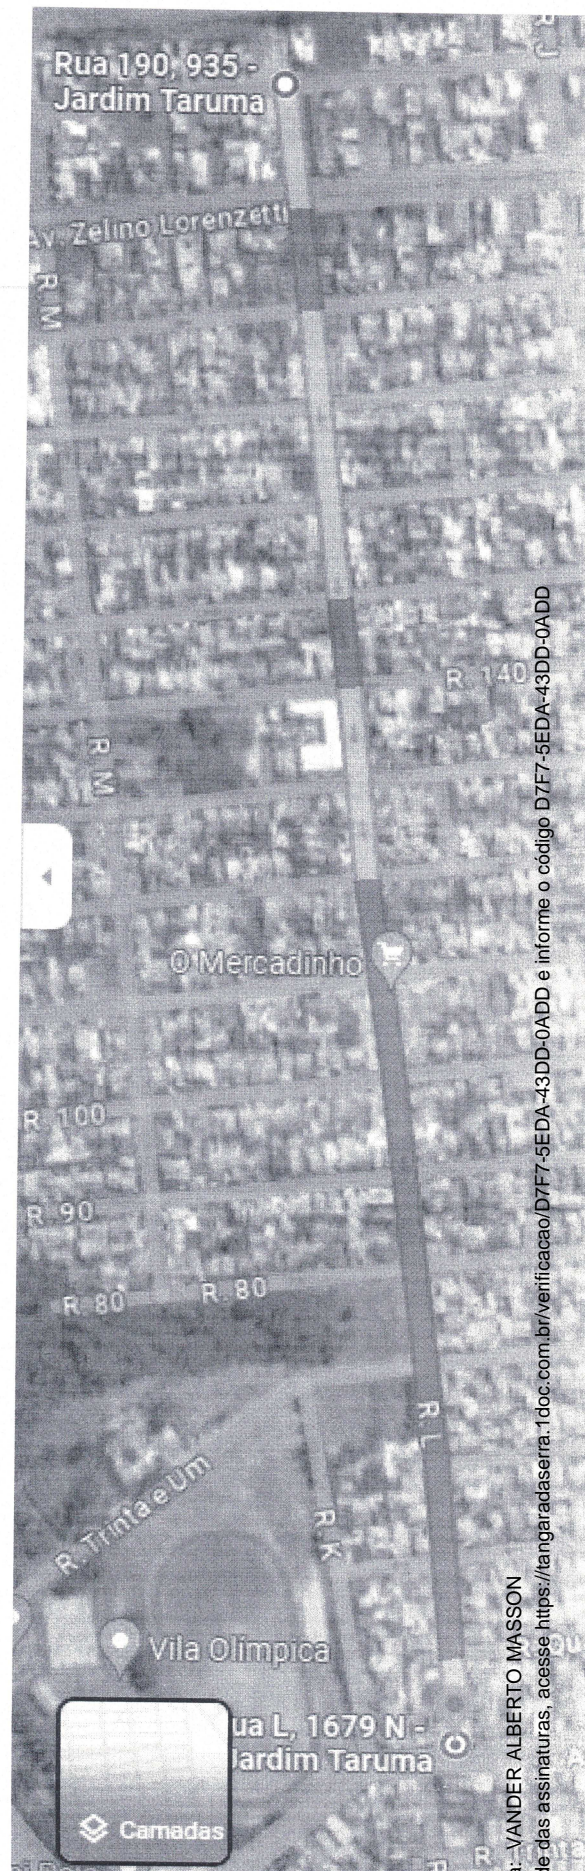 Rua 190, 935 -
Jardim Taruma
R J
Av. Zelino Lorenzetti
R M
R. 140
R M
O Mercadinho
R. 100
R. 90
R. 80
R. 80
R. L
R. Trinta e Um
R. K
Vila Olímpica
ua L, 1679 N -
Jardim Taruma
Camadas
: VANDER ALBERTO MASSON
e das assinaturas, acesse https://tangaradaserra.1doc.com.br/verificacao/D7F7-5EDA-43DD-0ADD e informe o código D7F7-5EDA-43DD-0ADD